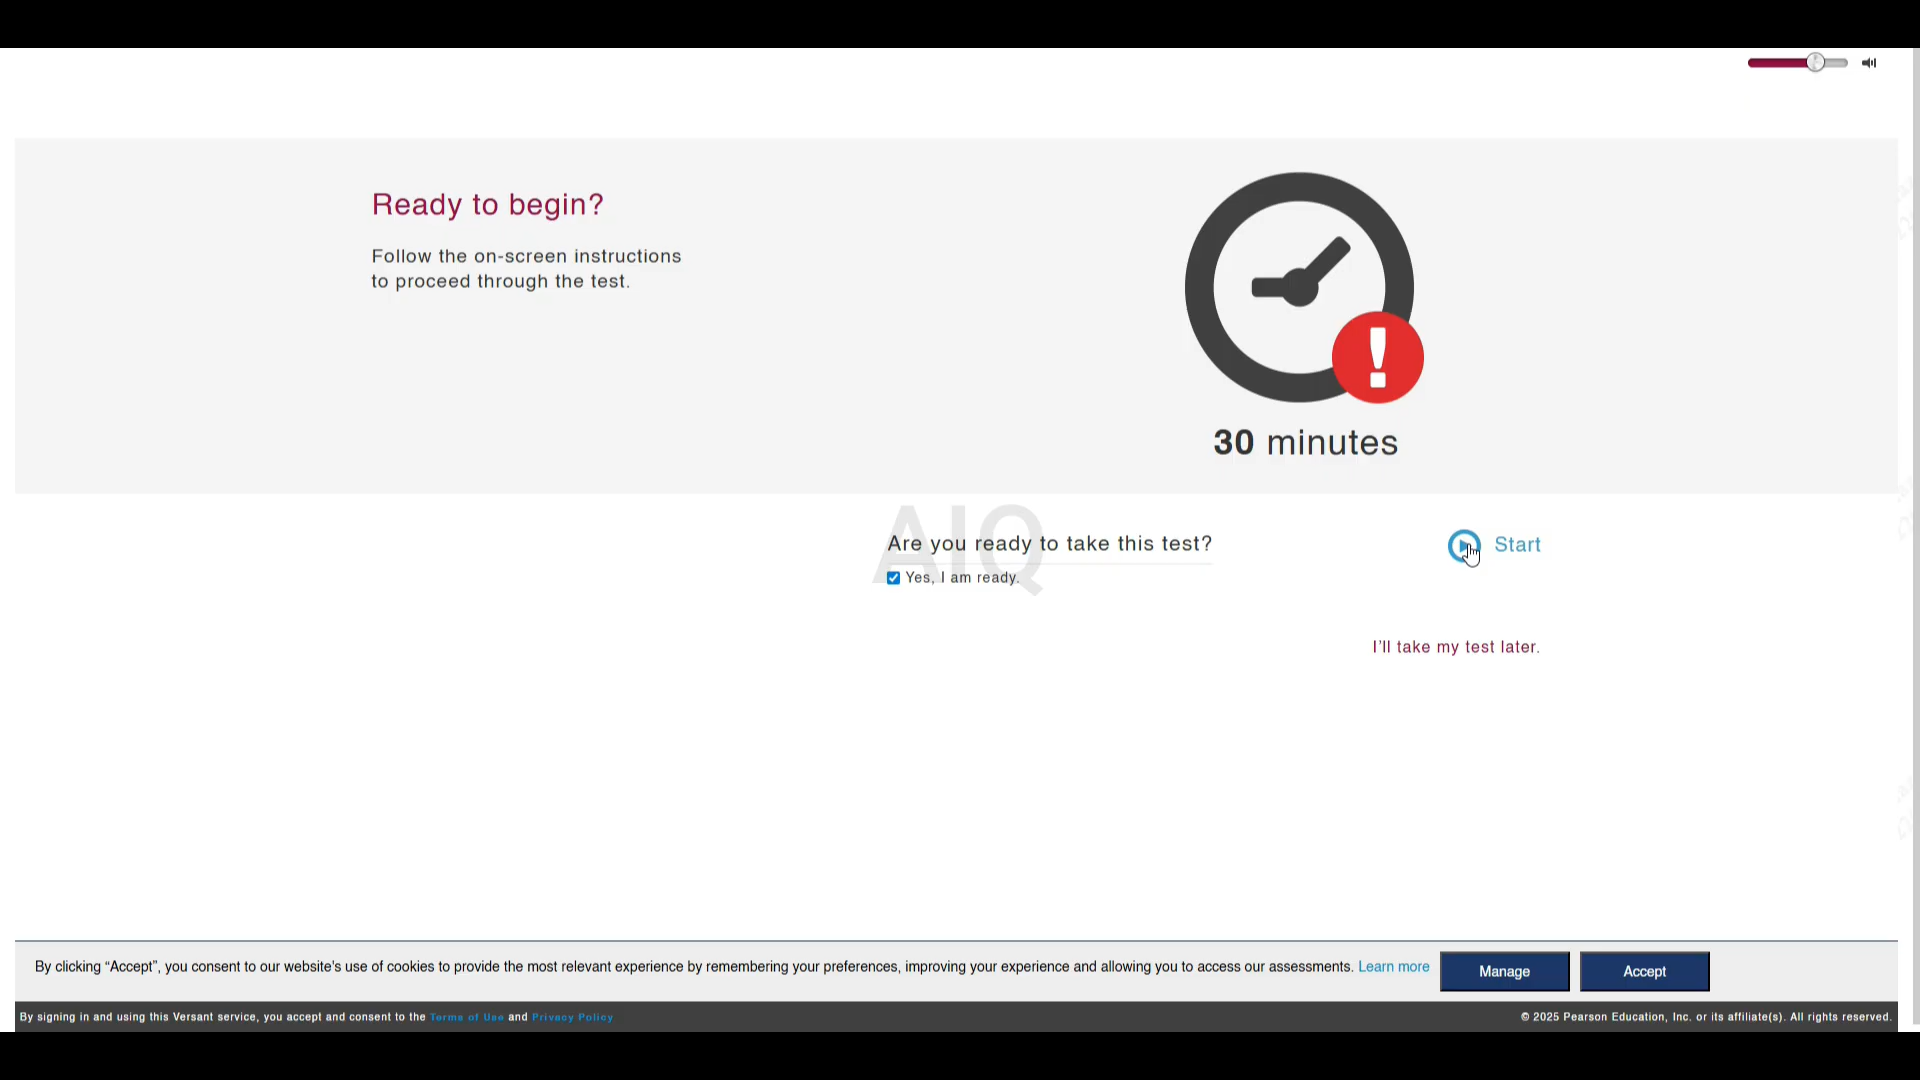 Ready to begin?
Follow the on-screen instructions
to proceed through the test.
30 minutes
AIQ
Are you ready to take this test?
Yes, I am ready.
Start
I’ll take my test later.
By clicking “Accept”, you consent to our website’s use of cookies to provide the most relevant experience by remembering your preferences, improving your experience and allowing you to access our assessments. Learn more
Manage
Accept
By signing in and using this Versant service, you accept and consent to the Terms of Use and Privacy Policy
© 2025 Pearson Education, Inc. or its affiliate(s). All rights reserved.